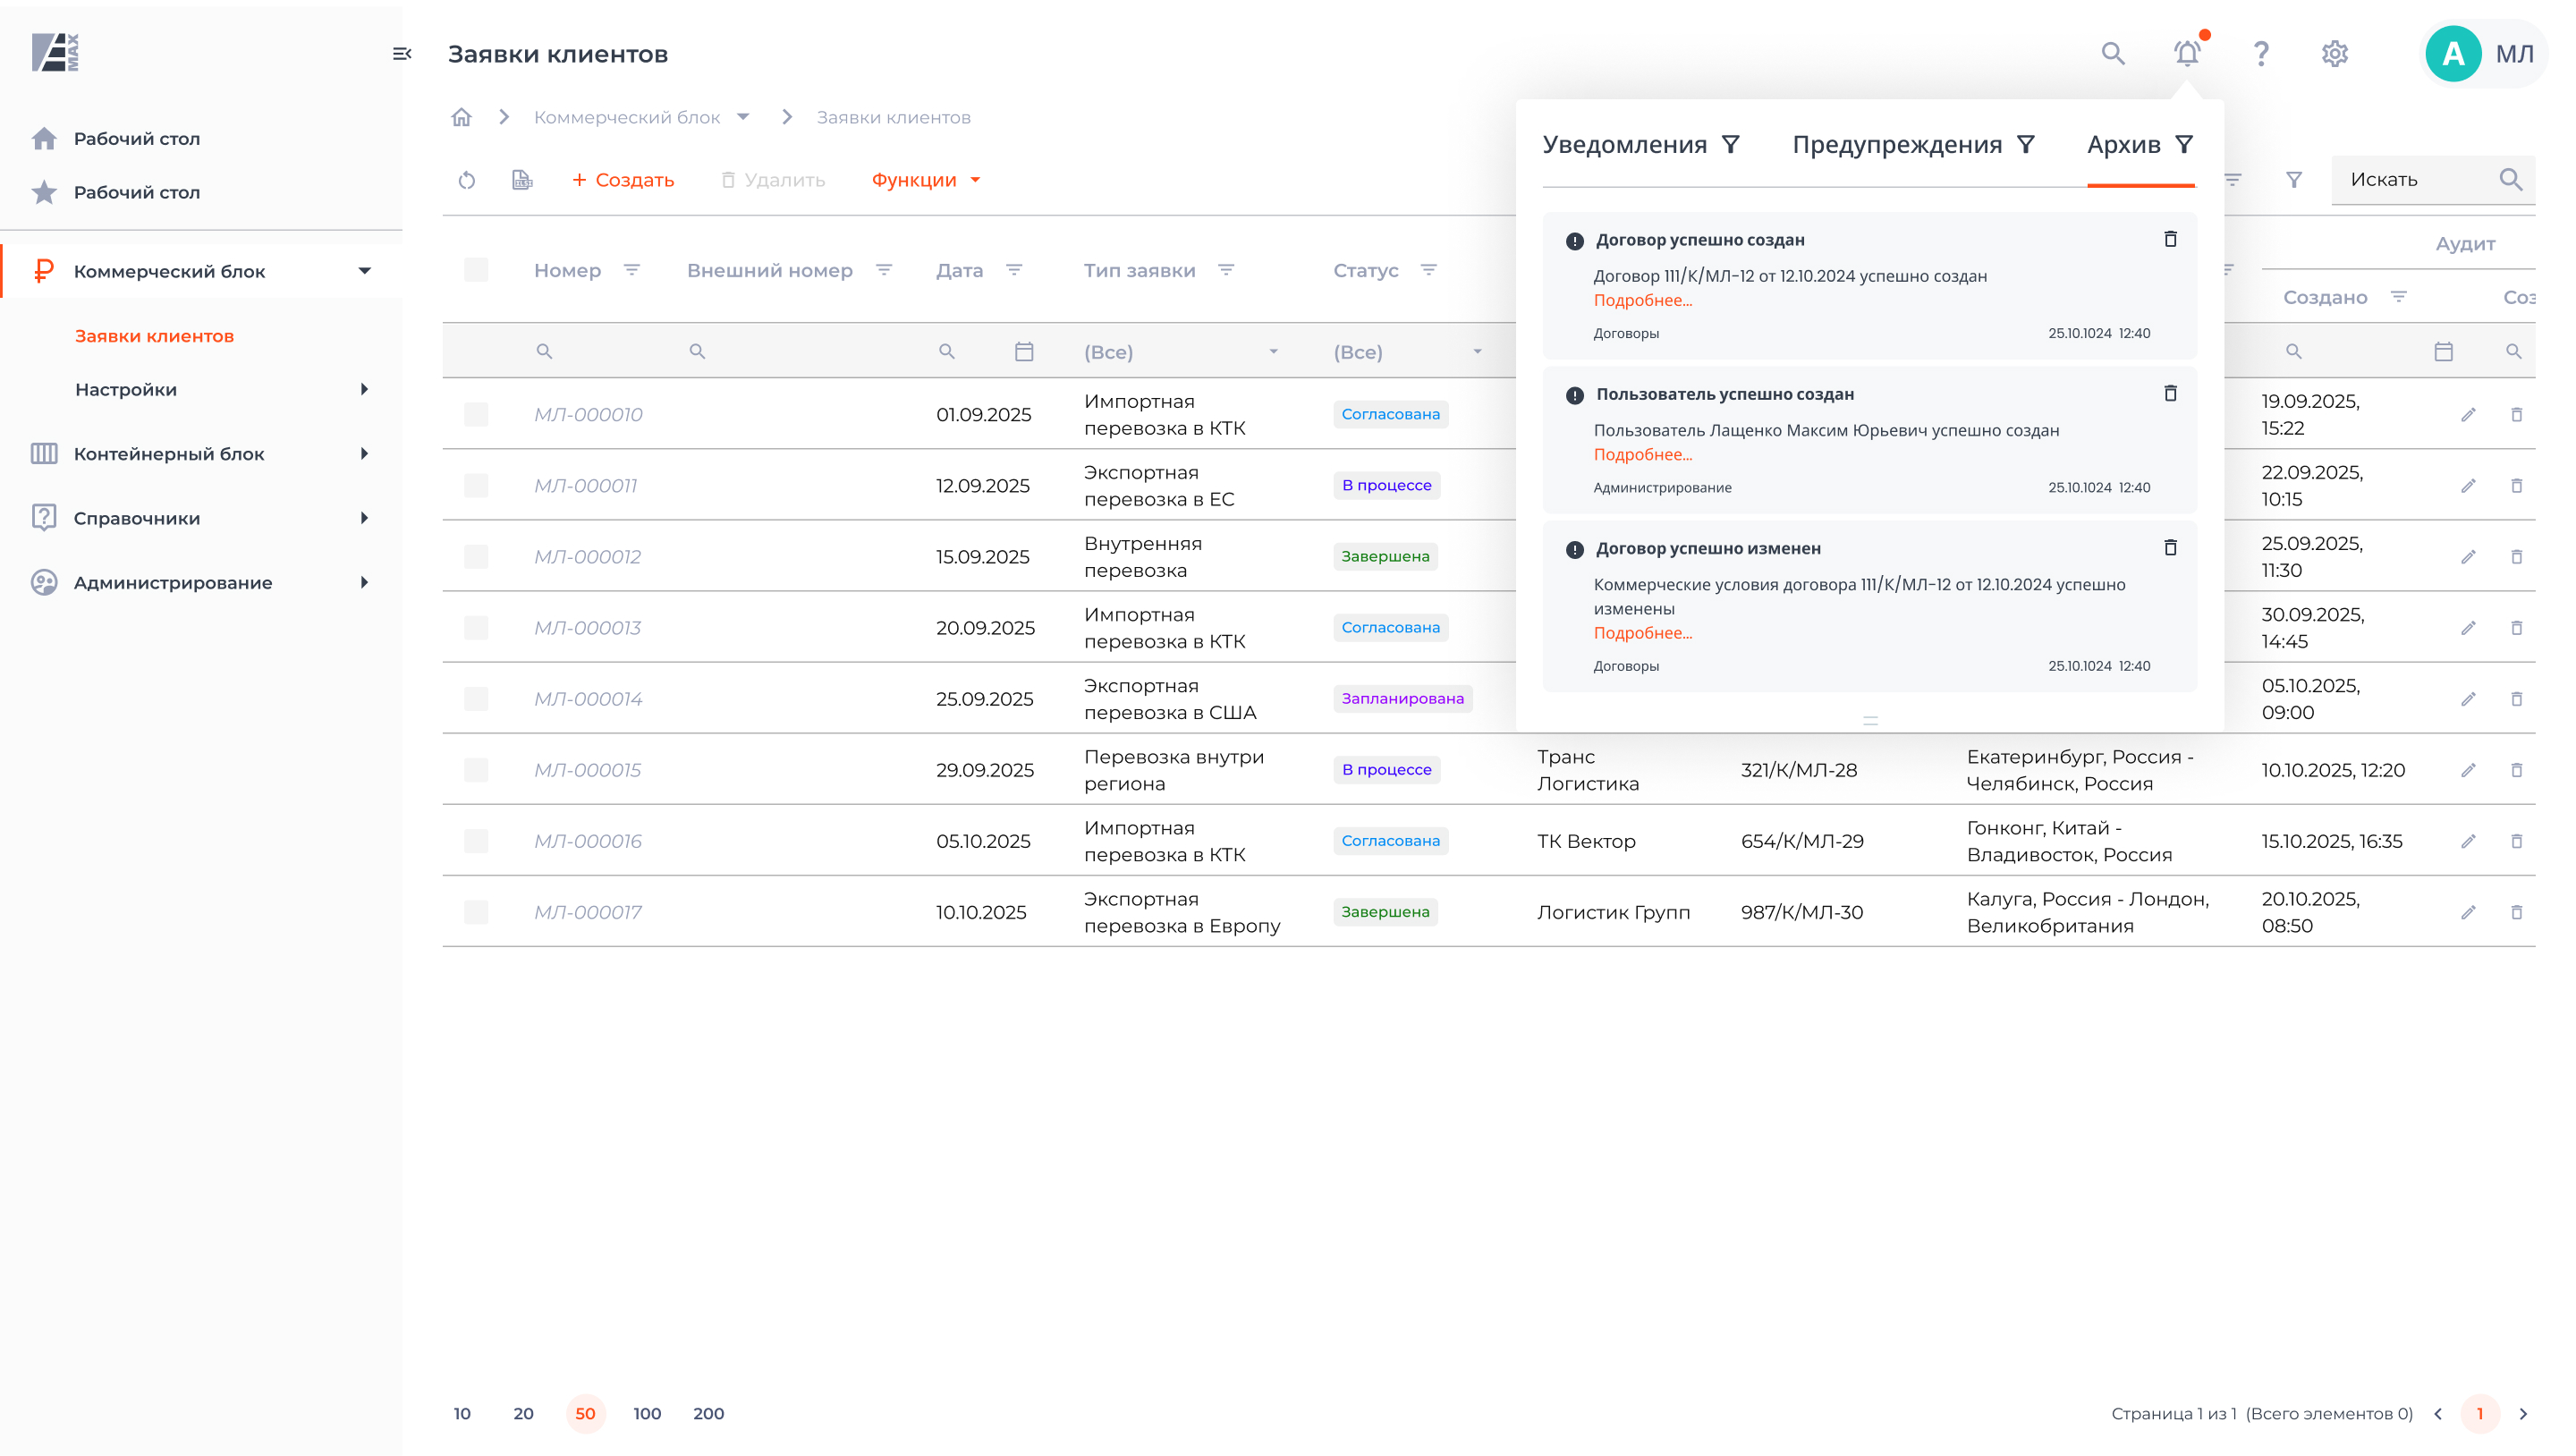 MAX
Заявки клиентов
А МЛ
Рабочий стол
Рабочий стол
Коммерческий блок
Заявки клиентов
Настройки
Контейнерный блок
Справочники
Администрирование
Коммерческий блок
Заявки клиентов
Создать
Удалить
Функции
Искать
Уведомления
Предупреждения
Архив
Договор успешно создан
Договор 111/К/МЛ-12 от 12.10.2024 успешно создан
Подробнее...
Договоры 25.10.1024 12:40
Пользователь успешно создан
Пользователь Лащенко Максим Юрьевич успешно создан
Подробнее...
Администрирование 25.10.1024 12:40
Договор успешно изменен
Коммерческие условия договора 111/К/МЛ-12 от 12.10.2024 успешно
изменены
Подробнее...
Договоры 25.10.1024 12:40
Номер
Внешний номер
Дата
Тип заявки
Статус
Аудит
Создано
Соз
(Все)
(Все)
МЛ-000010
01.09.2025
Импортная
перевозка в КТК
Согласована
19.09.2025,
15:22
МЛ-000011
12.09.2025
Экспортная
перевозка в ЕС
В процессе
22.09.2025,
10:15
МЛ-000012
15.09.2025
Внутренняя
перевозка
Завершена
25.09.2025,
11:30
МЛ-000013
20.09.2025
Импортная
перевозка в КТК
Согласована
30.09.2025,
14:45
МЛ-000014
25.09.2025
Экспортная
перевозка в США
Запланирована
05.10.2025,
09:00
МЛ-000015
29.09.2025
Перевозка внутри
региона
В процессе
Транс
Логистика
321/К/МЛ-28
Екатеринбург, Россия -
Челябинск, Россия
10.10.2025, 12:20
МЛ-000016
05.10.2025
Импортная
перевозка в КТК
Согласована
ТК Вектор
654/К/МЛ-29
Гонконг, Китай -
Владивосток, Россия
15.10.2025, 16:35
МЛ-000017
10.10.2025
Экспортная
перевозка в Европу
Завершена
Логистик Групп
987/К/МЛ-30
Калуга, Россия - Лондон,
Великобритания
20.10.2025,
08:50
10 20 50 100 200
Страница 1 из 1 (Всего элементов 0) 1